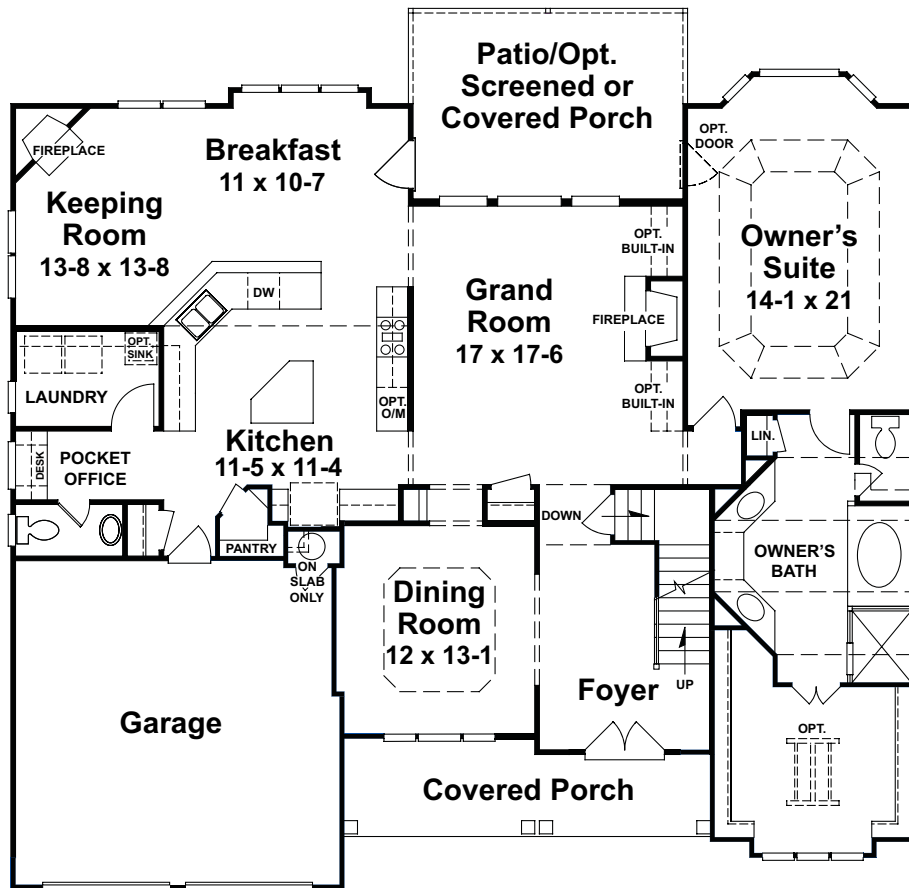 Patio/Opt.
Screened or
Covered Porch
FIREPLACE
Breakfast
11 x 10-7
OPT.
DOOR
Keeping
Room
13-8 x 13-8
OPT.
BUILT-IN
Owner's
Suite
14-1 x 21
DW
Grand
Room
17 x 17-6
FIREPLACE
OPT.
SINK
LAUNDRY
OPT.
O/M
OPT.
BUILT-IN
Kitchen
11-5 x 11-4
LIN.
DESK
POCKET
OFFICE
DOWN
PANTRY
ON
SLAB
ONLY
OWNER'S
BATH
Dining
Room
12 x 13-1
Foyer
UP
Garage
OPT.
Covered Porch